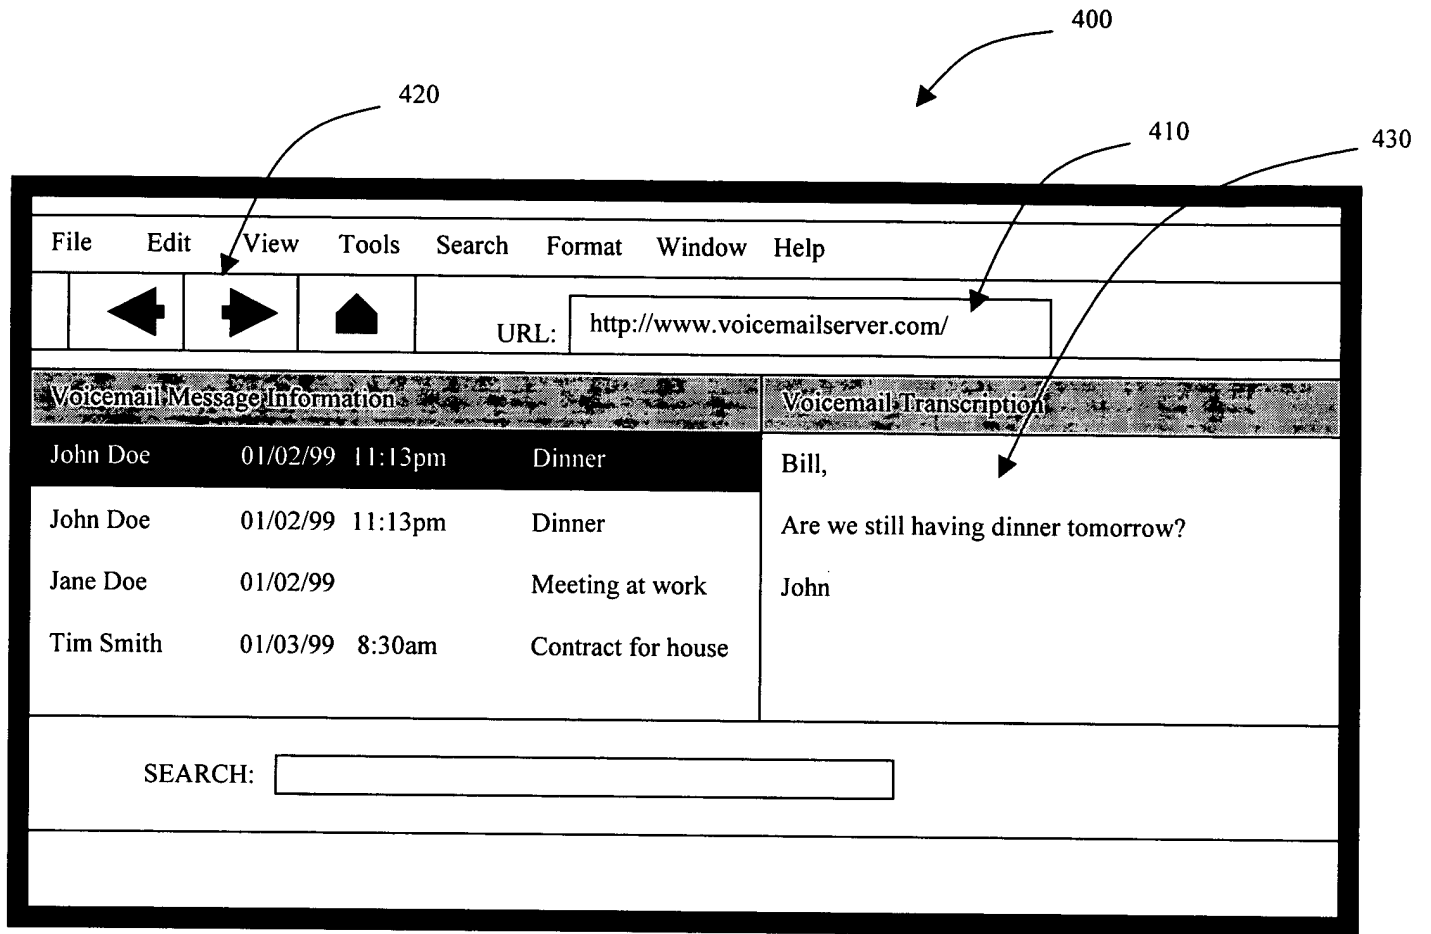 400
420
410
430
File Edit View Tools Search Format Window Help
URL: http://www.voicemailserver.com/
Voicemail Message Information
Voicemail Transcription
John Doe 01/02/99 11:13pm Dinner
John Doe 01/02/99 11:13pm Dinner
Jane Doe 01/02/99 Meeting at work
Tim Smith 01/03/99 8:30am Contract for house
Bill,
Are we still having dinner tomorrow?
John
SEARCH: